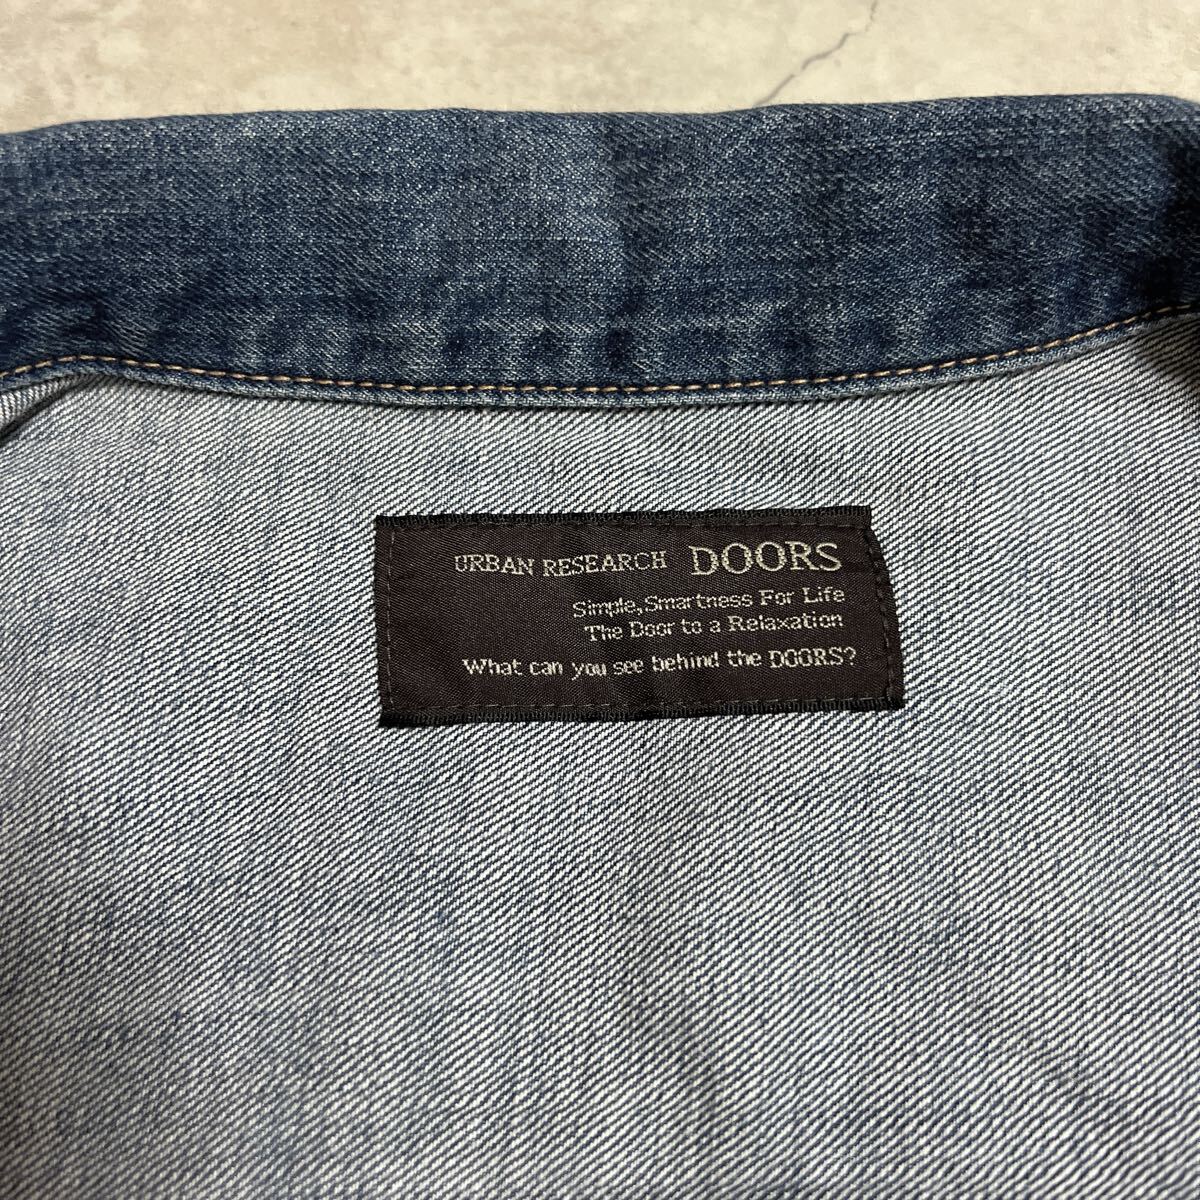 URBAN RESEARCH DOORS
Simple,Smartness For Life
The Door to a Relaxation
What can you see behind the DOORS?